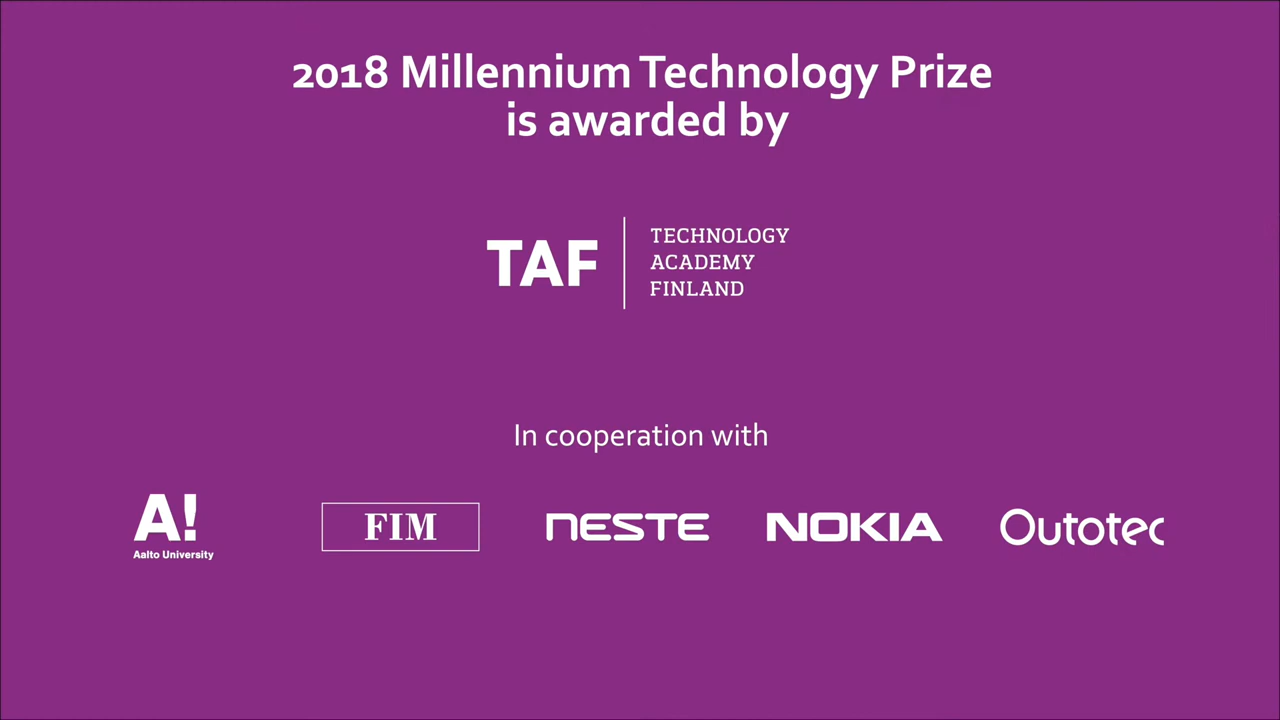 2018 Millennium Technology Prize
is awarded by
TAF
TECHNOLOGY
ACADEMY
FINLAND
In cooperation with
A!
Aalto University
FIM
NESTE
NOKIA
Outotec